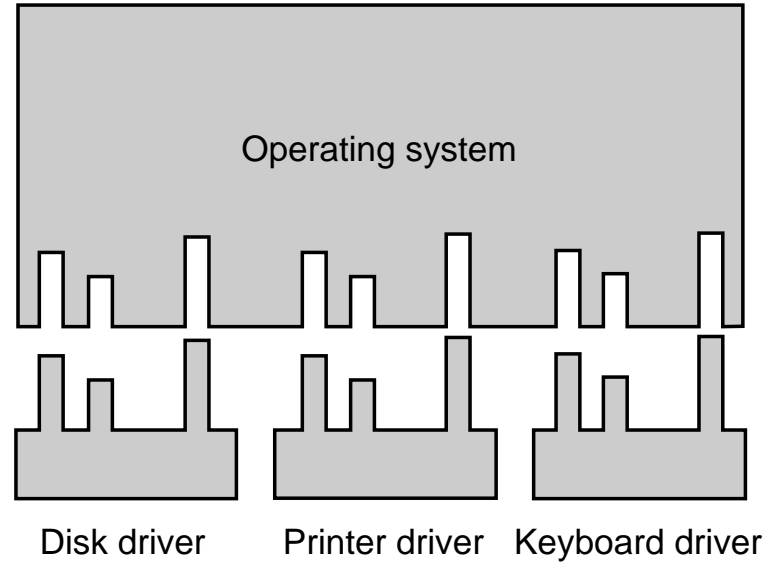 Operating system
Disk driver
Printer driver
Keyboard driver